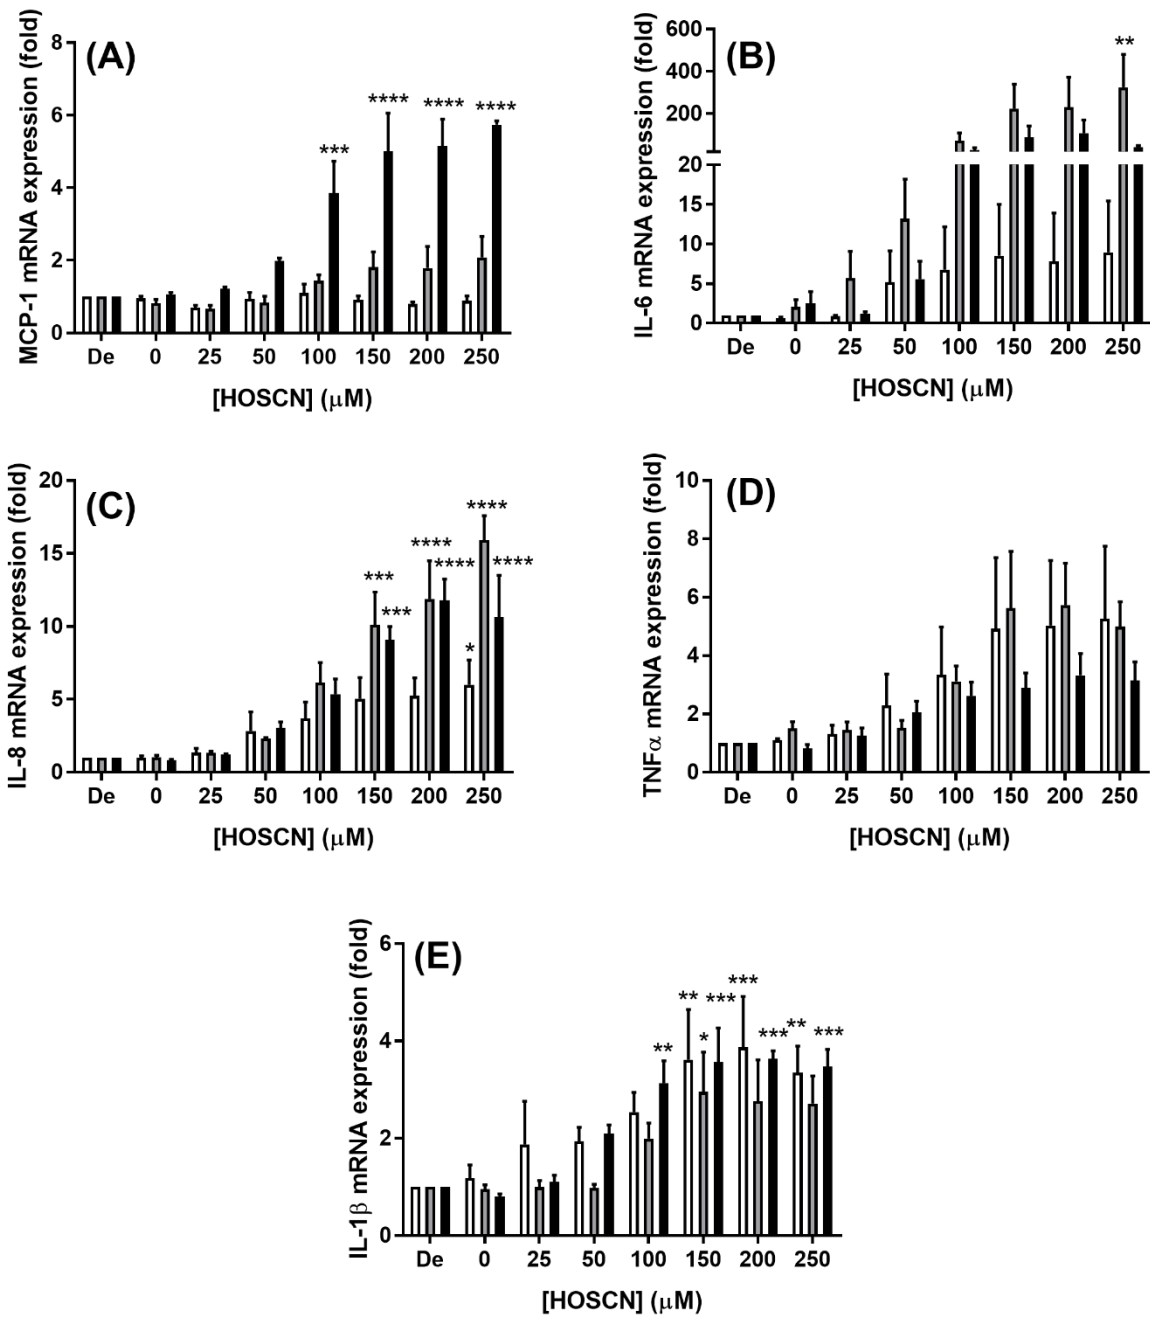 (A)
MCP-1 mRNA expression (fold)
8
6
4
2
0
***
****
****
****
De 0 25 50 100 150 200 250
[HOSCN] (μM)
(B)
IL-6 mRNA expression (fold)
600
400
200
20
15
10
5
0
**
De 0 25 50 100 150 200 250
[HOSCN] (μM)
(C)
IL-8 mRNA expression (fold)
20
15
10
5
0
***
***
****
****
*
****
****
De 0 25 50 100 150 200 250
[HOSCN] (μM)
(D)
TNFα mRNA expression (fold)
10
8
6
4
2
0
De 0 25 50 100 150 200 250
[HOSCN] (μM)
(E)
IL-1β mRNA expression (fold)
6
4
2
0
**
**
*
***
***
***
**
***
De 0 25 50 100 150 200 250
[HOSCN] (μM)